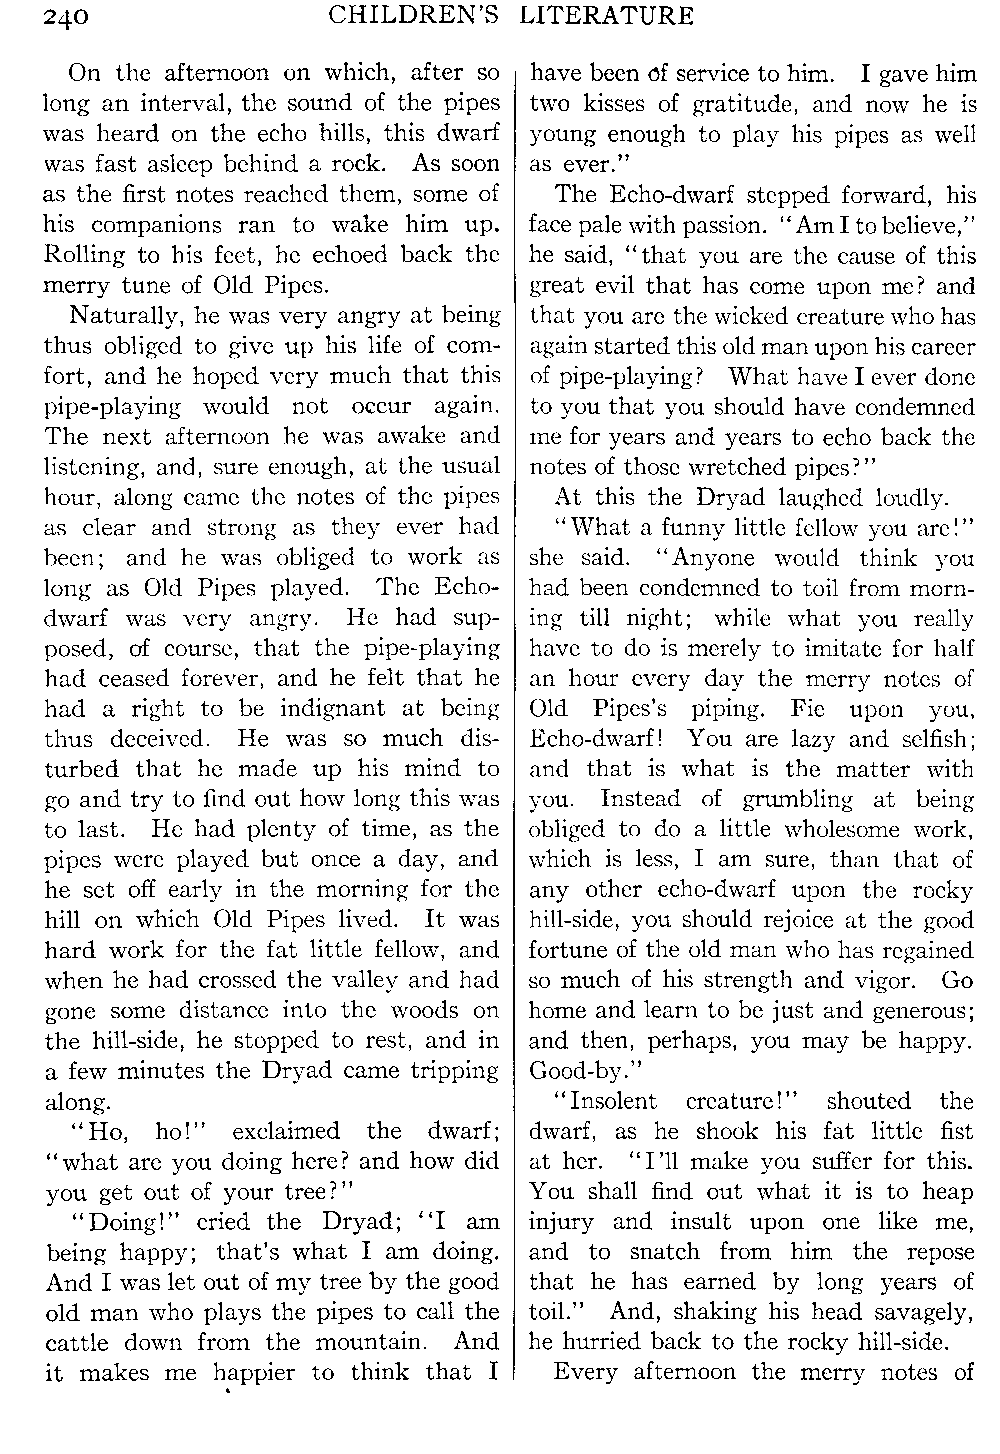 240 CHILDREN'S LITERATURE
On the afternoon on which, after so
long an interval, the sound of the pipes
was heard on the echo hills, this dwarf
was fast asleep behind a rock. As soon
as the first notes reached them, some of
his companions ran to wake him up.
Rolling to his feet, he echoed back the
merry tune of Old Pipes.
Naturally, he was very angry at being
thus obliged to give up his life of com-
fort, and he hoped very much that this
pipe-playing would not occur again.
The next afternoon he was awake and
listening, and, sure enough, at the usual
hour, along came the notes of the pipes
as clear and strong as they ever had
been; and he was obliged to work as
long as Old Pipes played. The Echo-
dwarf was very angry. He had sup-
posed, of course, that the pipe-playing
had ceased forever, and he felt that he
had a right to be indignant at being
thus deceived. He was so much dis-
turbed that he made up his mind to
go and try to find out how long this was
to last. He had plenty of time, as the
pipes were played but once a day, and
he set off early in the morning for the
hill on which Old Pipes lived. It was
hard work for the fat little fellow, and
when he had crossed the valley and had
gone some distance into the woods on
the hill-side, he stopped to rest, and in
a few minutes the Dryad came tripping
along.
"Ho, ho!" exclaimed the dwarf;
"what are you doing here? and how did
you get out of your tree?"
"Doing!" cried the Dryad; "I am
being happy; that's what I am doing.
And I was let out of my tree by the good
old man who plays the pipes to call the
cattle down from the mountain. And
it makes me happier to think that I
have been of service to him. I gave him
two kisses of gratitude, and now he is
young enough to play his pipes as well
as ever."
The Echo-dwarf stepped forward, his
face pale with passion. "Am I to believe,"
he said, "that you are the cause of this
great evil that has come upon me? and
that you are the wicked creature who has
again started this old man upon his career
of pipe-playing? What have I ever done
to you that you should have condemned
me for years and years to echo back the
notes of those wretched pipes?"
At this the Dryad laughed loudly.
"What a funny little fellow you are!"
she said. "Anyone would think you
had been condemned to toil from morn-
ing till night; while what you really
have to do is merely to imitate for half
an hour every day the merry notes of
Old Pipes's piping. Fie upon you,
Echo-dwarf! You are lazy and selfish;
and that is what is the matter with
you. Instead of grumbling at being
obliged to do a little wholesome work,
which is less, I am sure, than that of
any other echo-dwarf upon the rocky
hill-side, you should rejoice at the good
fortune of the old man who has regained
so much of his strength and vigor. Go
home and learn to be just and generous;
and then, perhaps, you may be happy.
Good-by."
"Insolent creature!" shouted the
dwarf, as he shook his fat little fist
at her. "I'll make you suffer for this.
You shall find out what it is to heap
injury and insult upon one like me,
and to snatch from him the repose
that he has earned by long years of
toil." And, shaking his head savagely,
he hurried back to the rocky hill-side.
Every afternoon the merry notes of